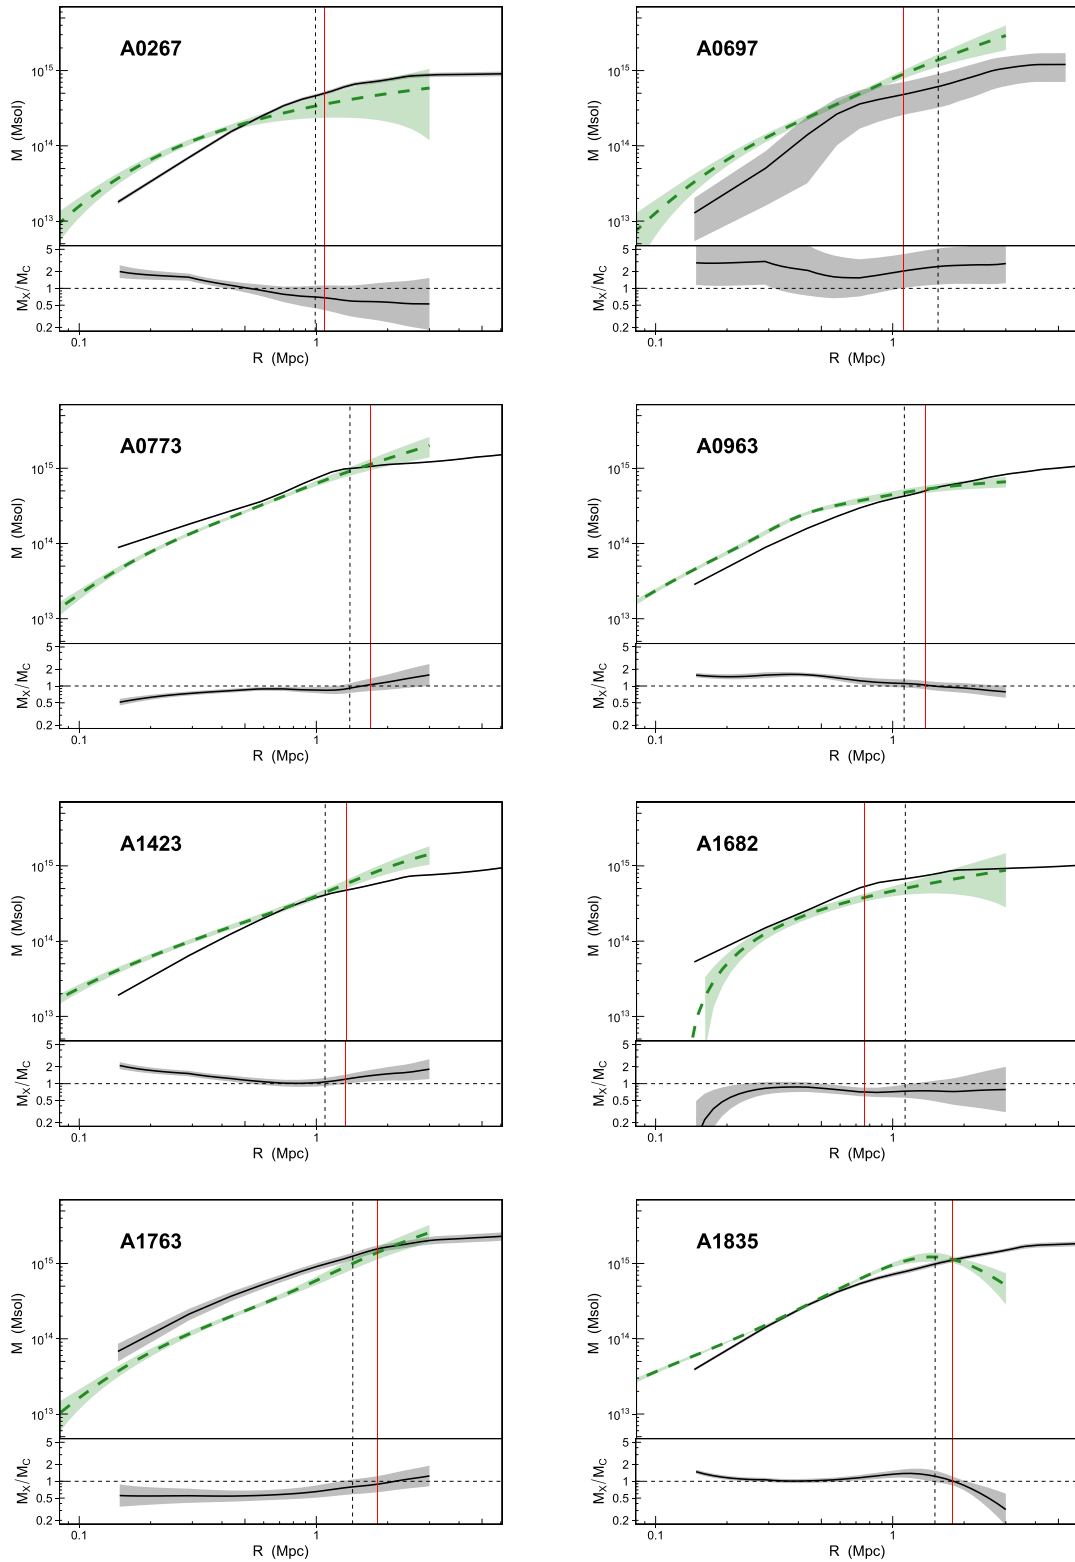 A0267
M (Msol)
10^15
10^14
10^13
M_X/M_C
5
2
1
0.5
0.2
0.1
1
R (Mpc)
A0697
M (Msol)
10^15
10^14
10^13
M_X/M_C
5
2
1
0.5
0.2
0.1
1
R (Mpc)
A0773
M (Msol)
10^15
10^14
10^13
M_X/M_C
5
2
1
0.5
0.2
0.1
1
R (Mpc)
A0963
M (Msol)
10^15
10^14
10^13
M_X/M_C
5
2
1
0.5
0.2
0.1
1
R (Mpc)
A1423
M (Msol)
10^15
10^14
10^13
M_X/M_C
5
2
1
0.5
0.2
0.1
1
R (Mpc)
A1682
M (Msol)
10^15
10^14
10^13
M_X/M_C
5
2
1
0.5
0.2
0.1
1
R (Mpc)
A1763
M (Msol)
10^15
10^14
10^13
M_X/M_C
5
2
1
0.5
0.2
0.1
1
R (Mpc)
A1835
M (Msol)
10^15
10^14
10^13
M_X/M_C
5
2
1
0.5
0.2
0.1
1
R (Mpc)